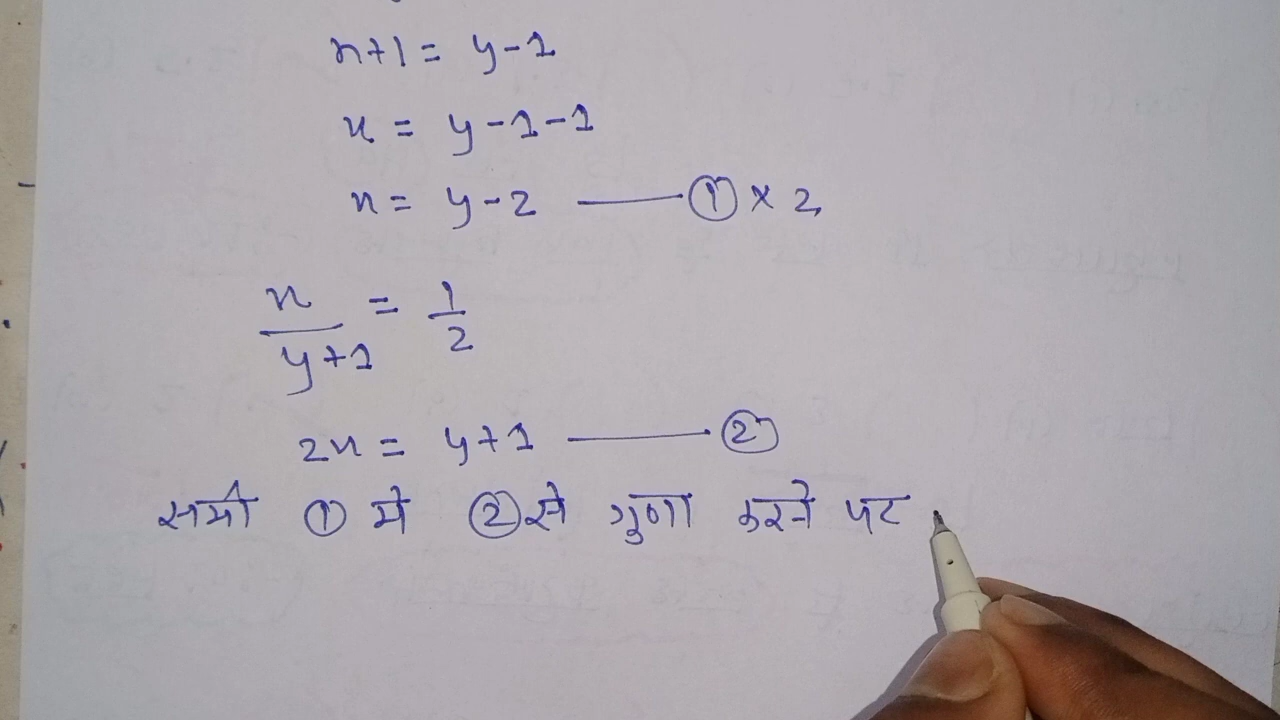 x+1 = y-1
x = y-1-1
x = y-2 —— ① × 2
x/y+1 = 1/2
2x = y+1 —— ②
समी ① मे ② से गुणा करने पर